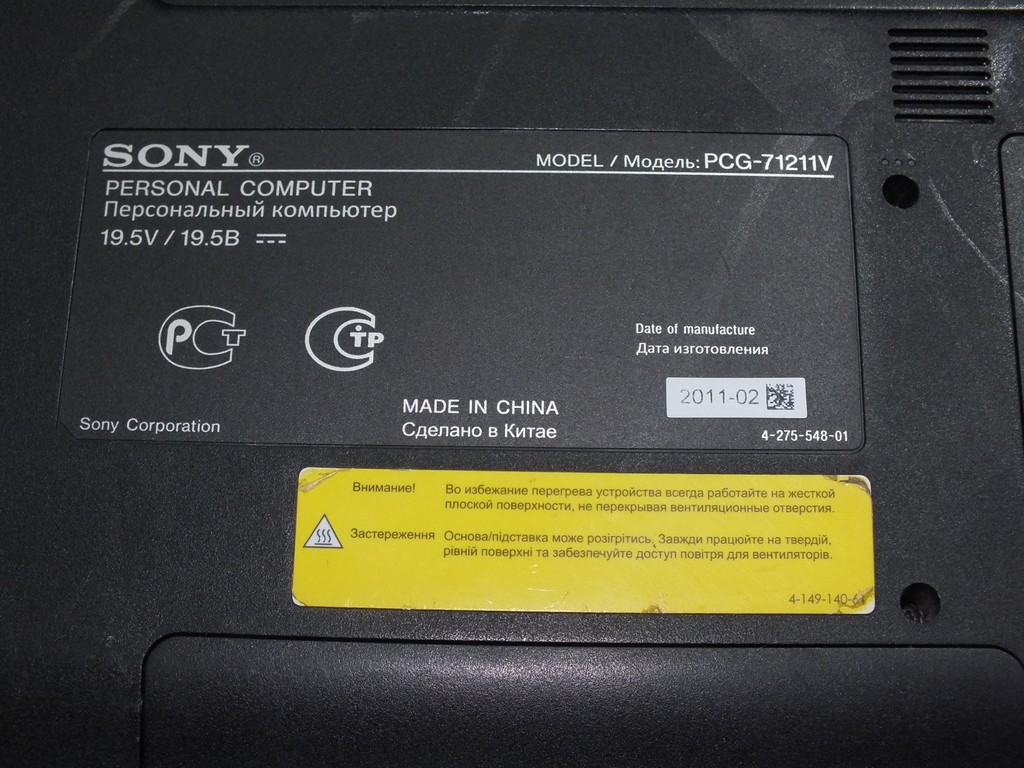 SONY®
MODEL / Модель: PCG-71211V
PERSONAL COMPUTER
Персональный компьютер
19.5V / 19.5В
РСТ
ССТР
Date of manufacture
Дата изготовления
2011-02
MADE IN CHINA
Сделано в Китае
Sony Corporation
4-275-548-01
Внимание!
Во избежание перегрева устройства всегда работайте на жесткой
плоской поверхности, не перекрывая вентиляционные отверстия.
Застереження
Основа/підставка може розігрітись. Завжди працюйте на твердій,
рівній поверхні та забезпечуйте доступ повітря для вентиляторів.